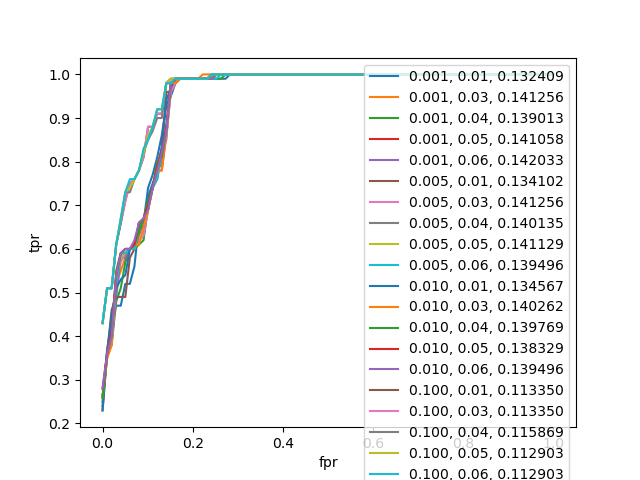 1.0
0.9
0.8
0.7
0.6
0.5
0.4
0.3
0.2
tpr
0.0 0.2 0.4 0.6 0.8 1.0
fpr
0.001, 0.01, 0.132409
0.001, 0.03, 0.141256
0.001, 0.04, 0.139013
0.001, 0.05, 0.141058
0.001, 0.06, 0.142033
0.005, 0.01, 0.134102
0.005, 0.03, 0.141256
0.005, 0.04, 0.140135
0.005, 0.05, 0.141129
0.005, 0.06, 0.139496
0.010, 0.01, 0.134567
0.010, 0.03, 0.140262
0.010, 0.04, 0.139769
0.010, 0.05, 0.138329
0.010, 0.06, 0.139496
0.100, 0.01, 0.113350
0.100, 0.03, 0.113350
0.100, 0.04, 0.115869
0.100, 0.05, 0.112903
0.100, 0.06, 0.112903